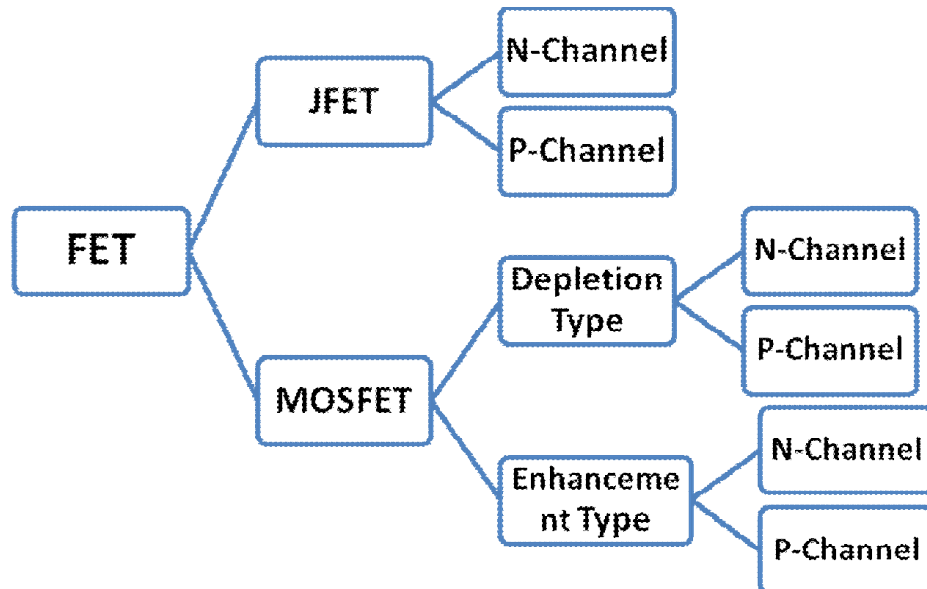 FET
JFET
N-Channel
P-Channel
MOSFET
Depletion
Type
N-Channel
P-Channel
Enhanceme
nt Type
N-Channel
P-Channel